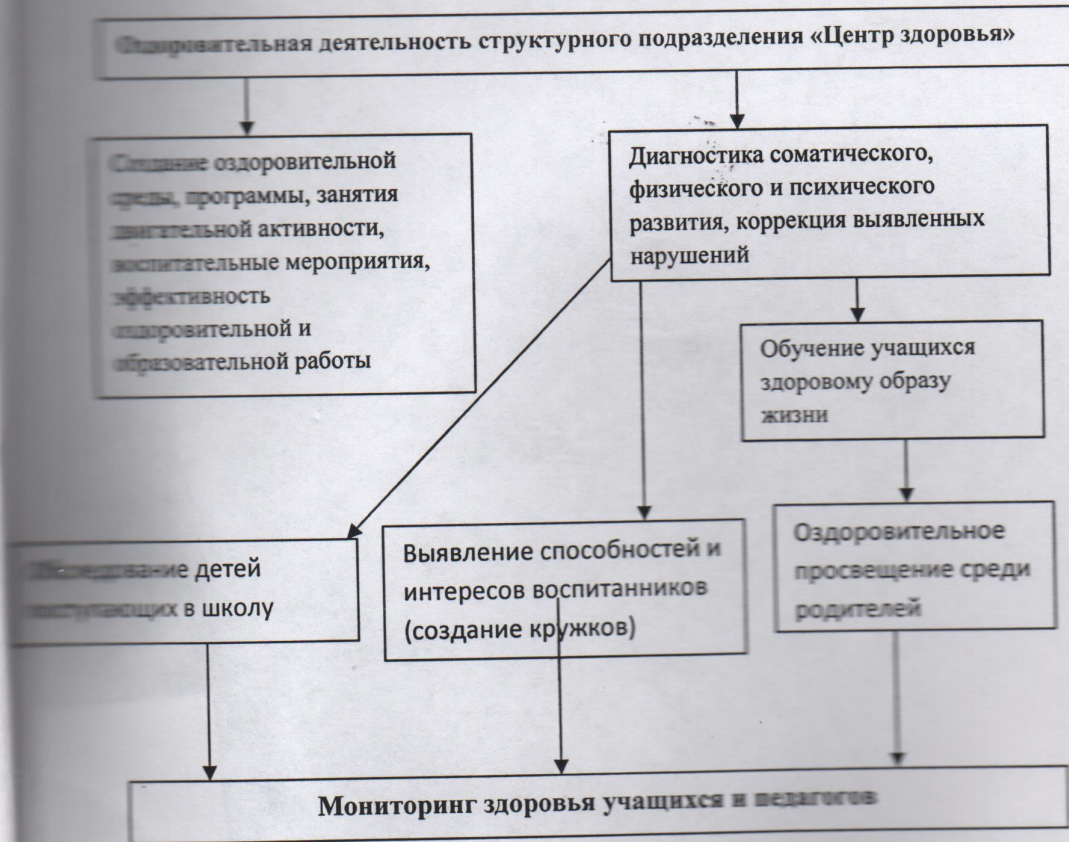 Оздоровительная деятельность структурного подразделения «Центр здоровья»
Создание оздоровительной
среды, программы, занятия
двигательной активности,
воспитательные мероприятия,
эффективность
оздоровительной и
образовательной работы
Диагностика соматического,
физического и психического
развития, коррекция выявленных
нарушений
Обучение учащихся
здоровому образу
жизни
Обследование детей
поступающих в школу
Выявление способностей и
интересов воспитанников
(создание кружков)
Оздоровительное
просвещение среди
родителей
Мониторинг здоровья учащихся и педагогов